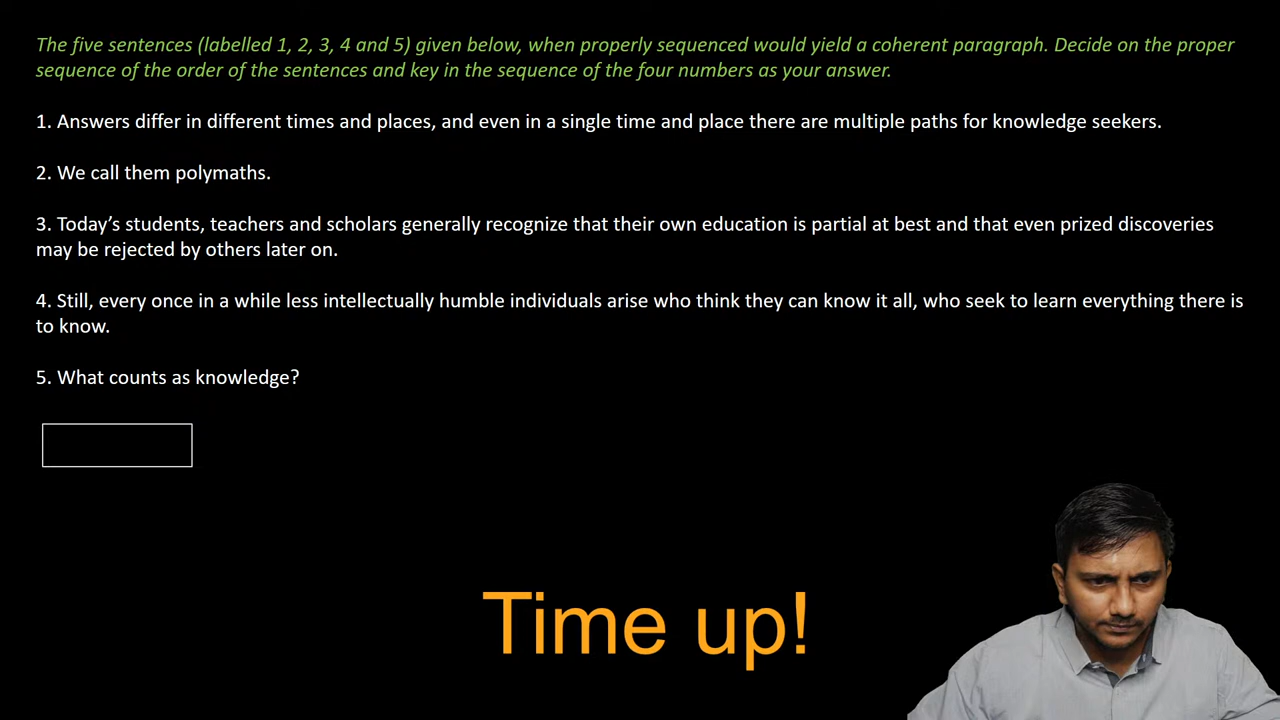 The five sentences (labelled 1, 2, 3, 4 and 5) given below, when properly sequenced would yield a coherent paragraph. Decide on the proper
sequence of the order of the sentences and key in the sequence of the four numbers as your answer.
1. Answers differ in different times and places, and even in a single time and place there are multiple paths for knowledge seekers.
2. We call them polymaths.
3. Today’s students, teachers and scholars generally recognize that their own education is partial at best and that even prized discoveries
may be rejected by others later on.
4. Still, every once in a while less intellectually humble individuals arise who think they can know it all, who seek to learn everything there is
to know.
5. What counts as knowledge?
Time up!